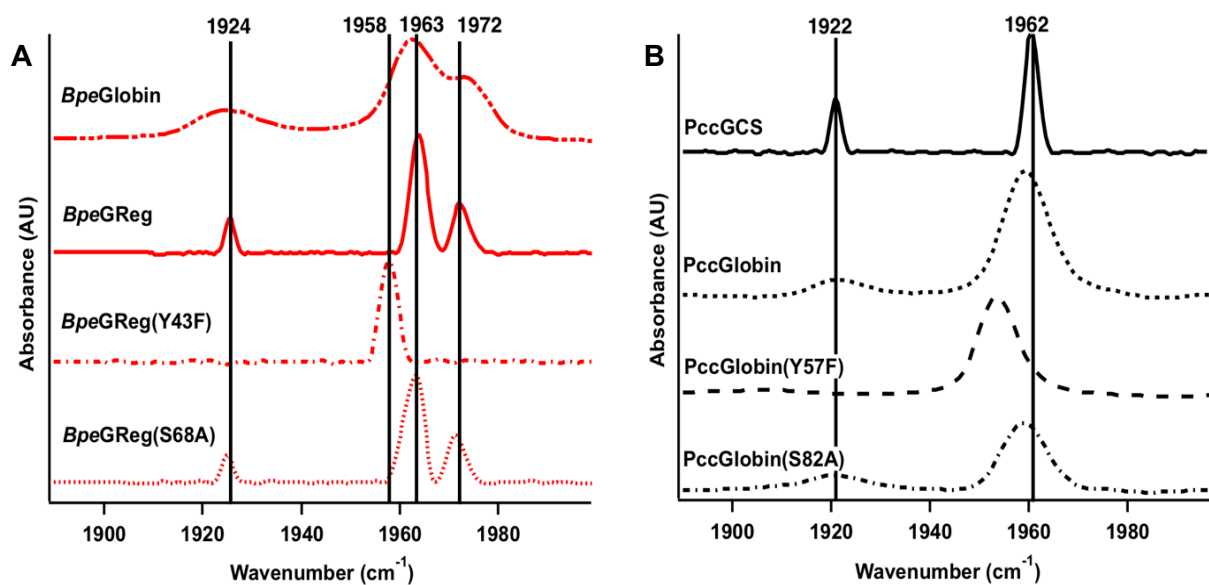 A
1924
1958
1963
1972
BpeGlobin
BpeGReg
BpeGReg(Y43F)
BpeGReg(S68A)
Absorbance (AU)
1900
1920
1940
1960
1980
Wavenumber (cm-1)
B
1922
1962
PccGCS
PccGlobin
PccGlobin(Y57F)
PccGlobin(S82A)
Absorbance (AU)
1900
1920
1940
1960
1980
Wavenumber (cm-1)